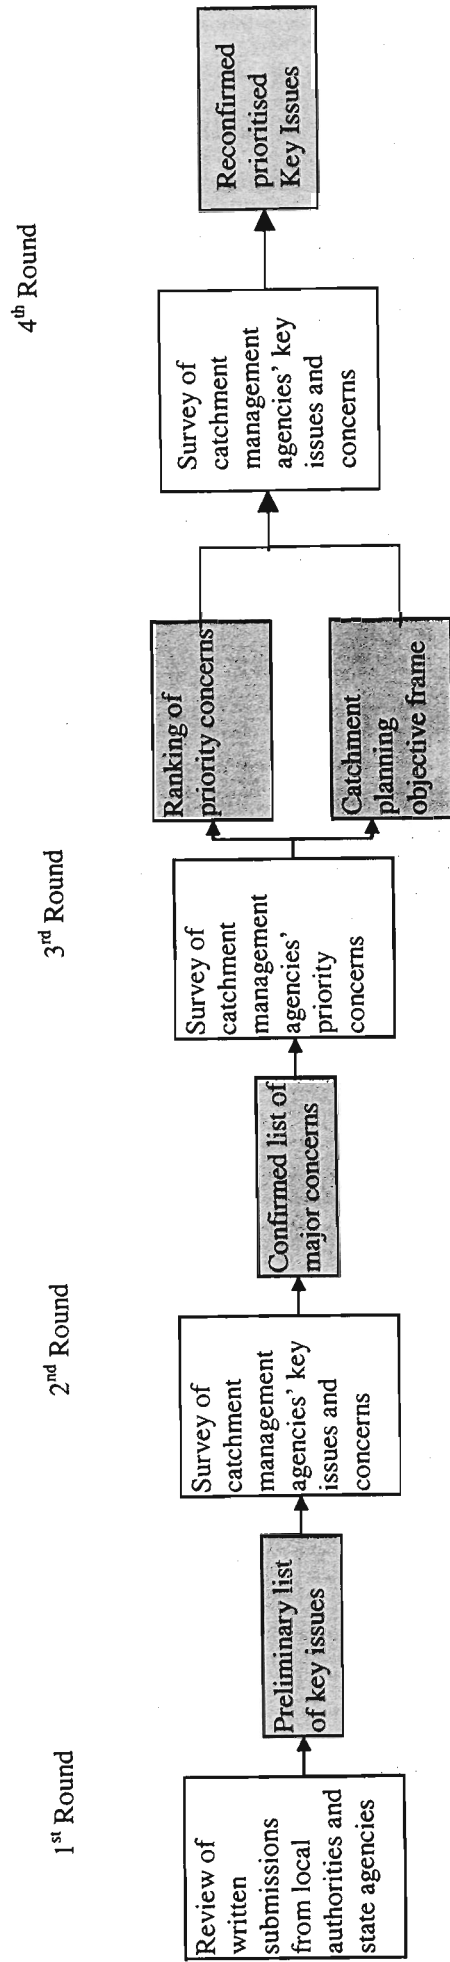 1st Round
Review of
written
submissions
from local
authorities and
state agencies
Preliminary list
of key issues
2nd Round
Survey of
catchment
management
agencies' key
issues and
concerns
Confirmed list of
major concerns
3rd Round
Survey of
catchment
management
agencies'
priority
concerns
Ranking of
priority concerns
Catchment
planning
objective frame
4th Round
Survey of
catchment
management
agencies' key
issues and
concerns
Reconfirmed
prioritised
Key Issues